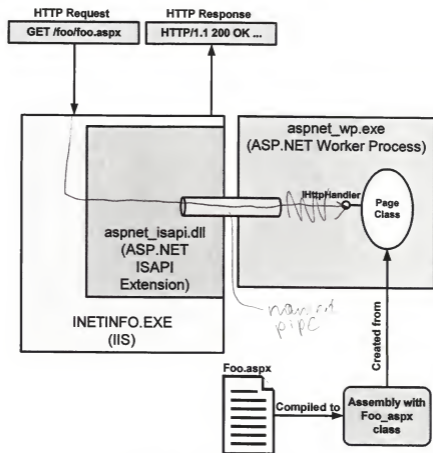 HTTP Request
HTTP Response
GET /foo/foo.aspx
HTTP/1.1 200 OK ...
aspnet_wp.exe
(ASP.NET Worker Process)
IHttpHandler
Page
Class
aspnet_isapi.dll
(ASP.NET
ISAPI
Extension)
named
pipe
INETINFO.EXE
(IIS)
Created from
Foo.aspx
Compiled to
Assembly with
Foo_aspx
class